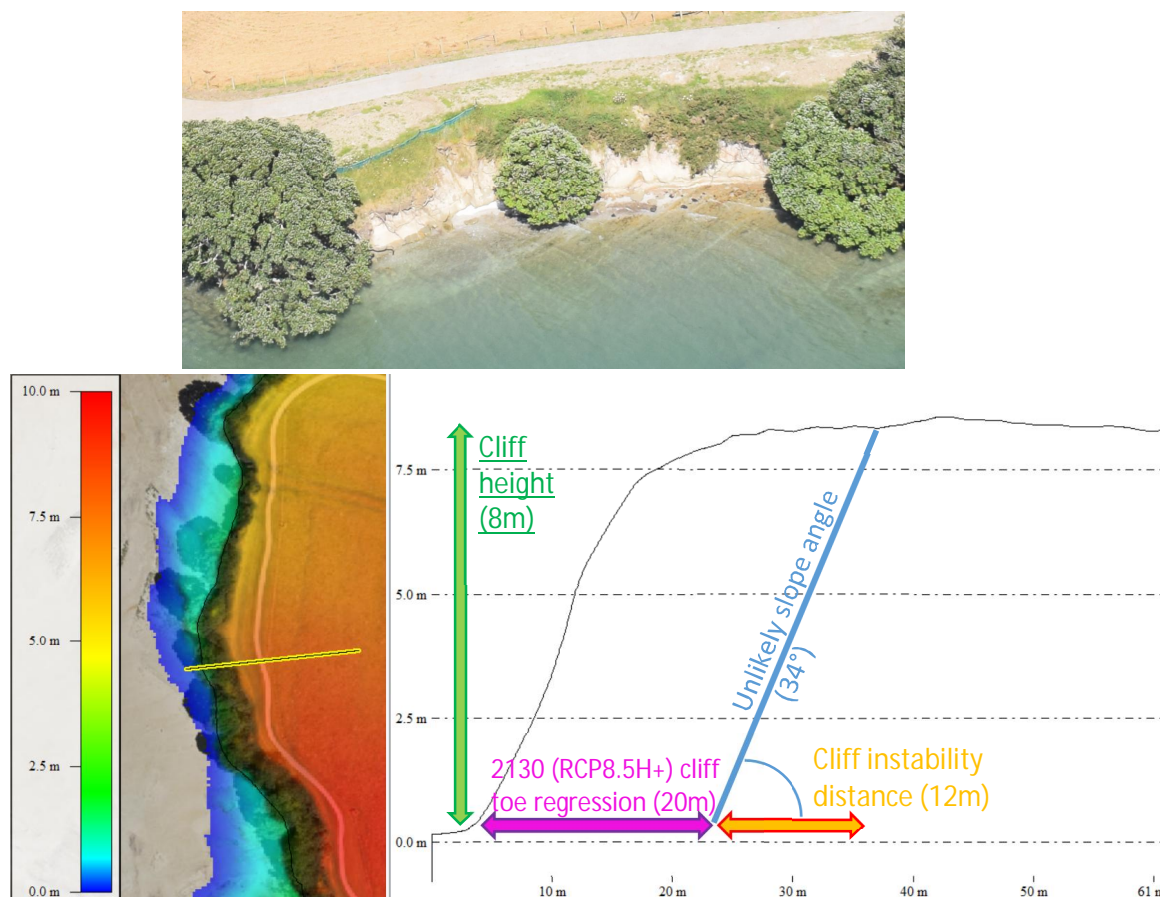 10.0 m
7.5 m
5.0 m
2.5 m
0.0 m
Cliff
height
(8m)
7.5 m
5.0 m
2.5 m
0.0 m
Unlikely slope angle
(34°)
2130 (RCP8.5H+) cliff
toe regression (20m)
Cliff instability
distance (12m)
10 m
20 m
30 m
40 m
50 m
61 m